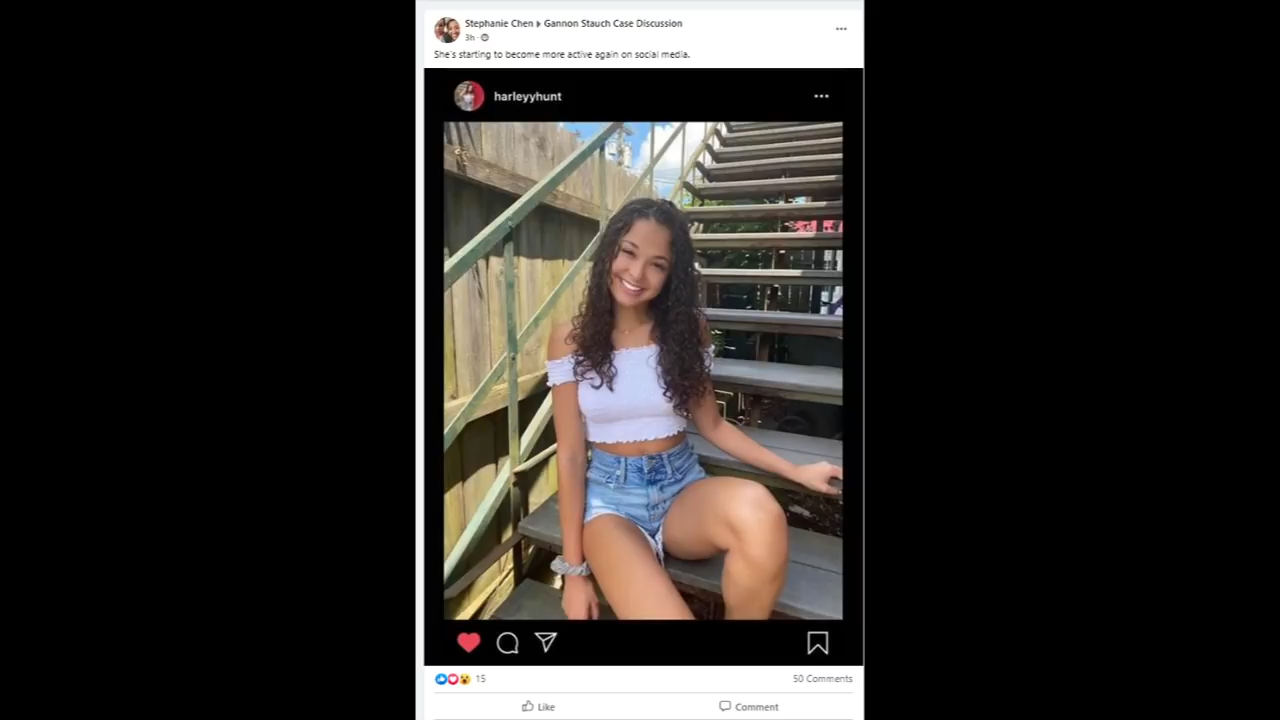 Stephanie Chen ▸ Gannon Stauch Case Discussion
3h ·
She's starting to become more active again on social media.
harleyyhunt
15
50 Comments
Like
Comment